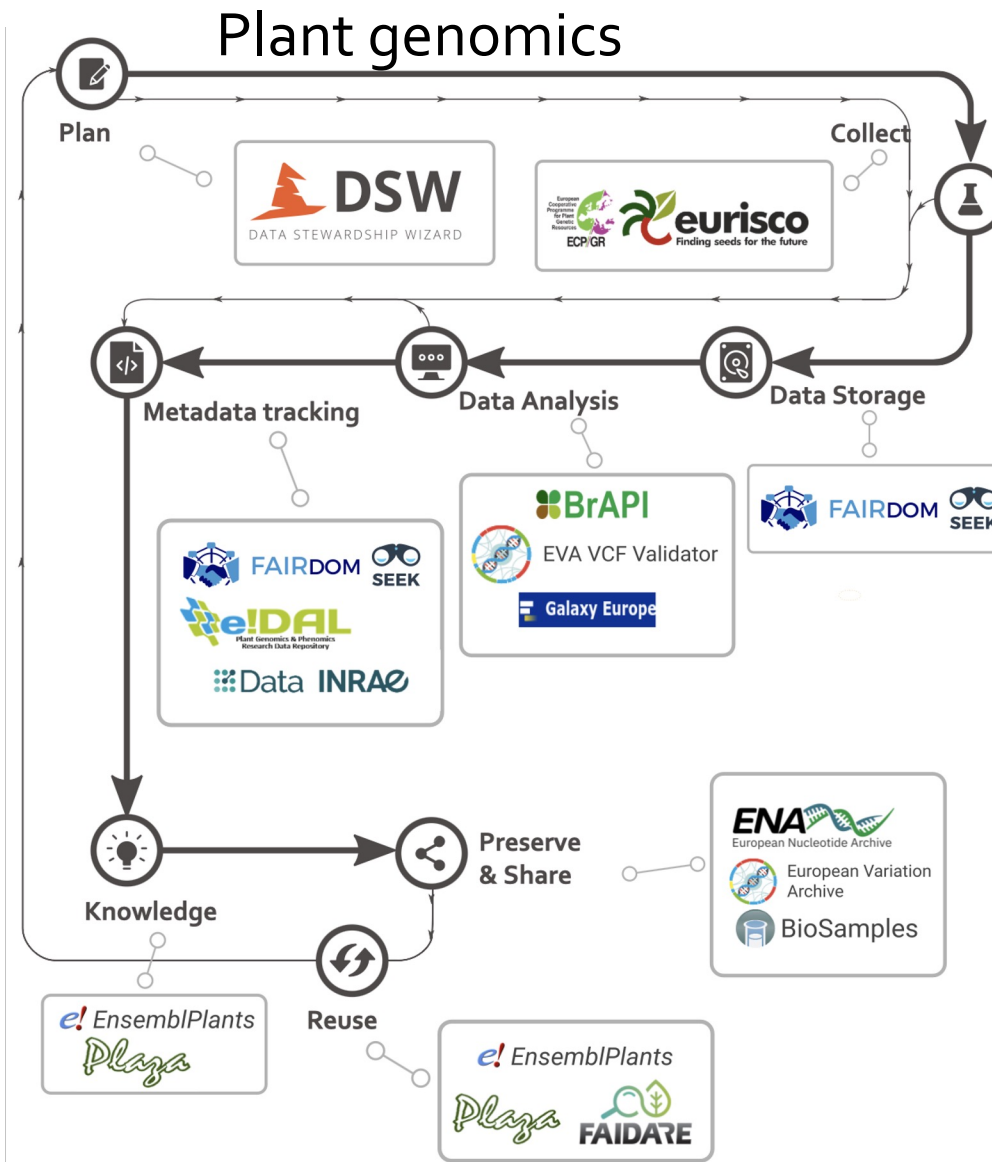 Plant genomics
Plan
Collect
DSW
DATA STEWARDSHIP WIZARD
European
Cooperative
Programme
for Plant
Genetic
Resources
ECP/GR
eurisco
Finding seeds for the future
</>
Metadata tracking
Data Analysis
Data Storage
FAIRDOM
SEEK
e!DAL
Plant Genomics & Phenomics
Research Data Repository
Data INRAE
BrAPI
EVA VCF Validator
Galaxy Europe
FAIRDOM
SEEK
Knowledge
Preserve
& Share
ENA
European Nucleotide Archive
European Variation
Archive
BioSamples
e! EnsemblPlants
Plaza
Reuse
e! EnsemblPlants
Plaza
FAIDARE